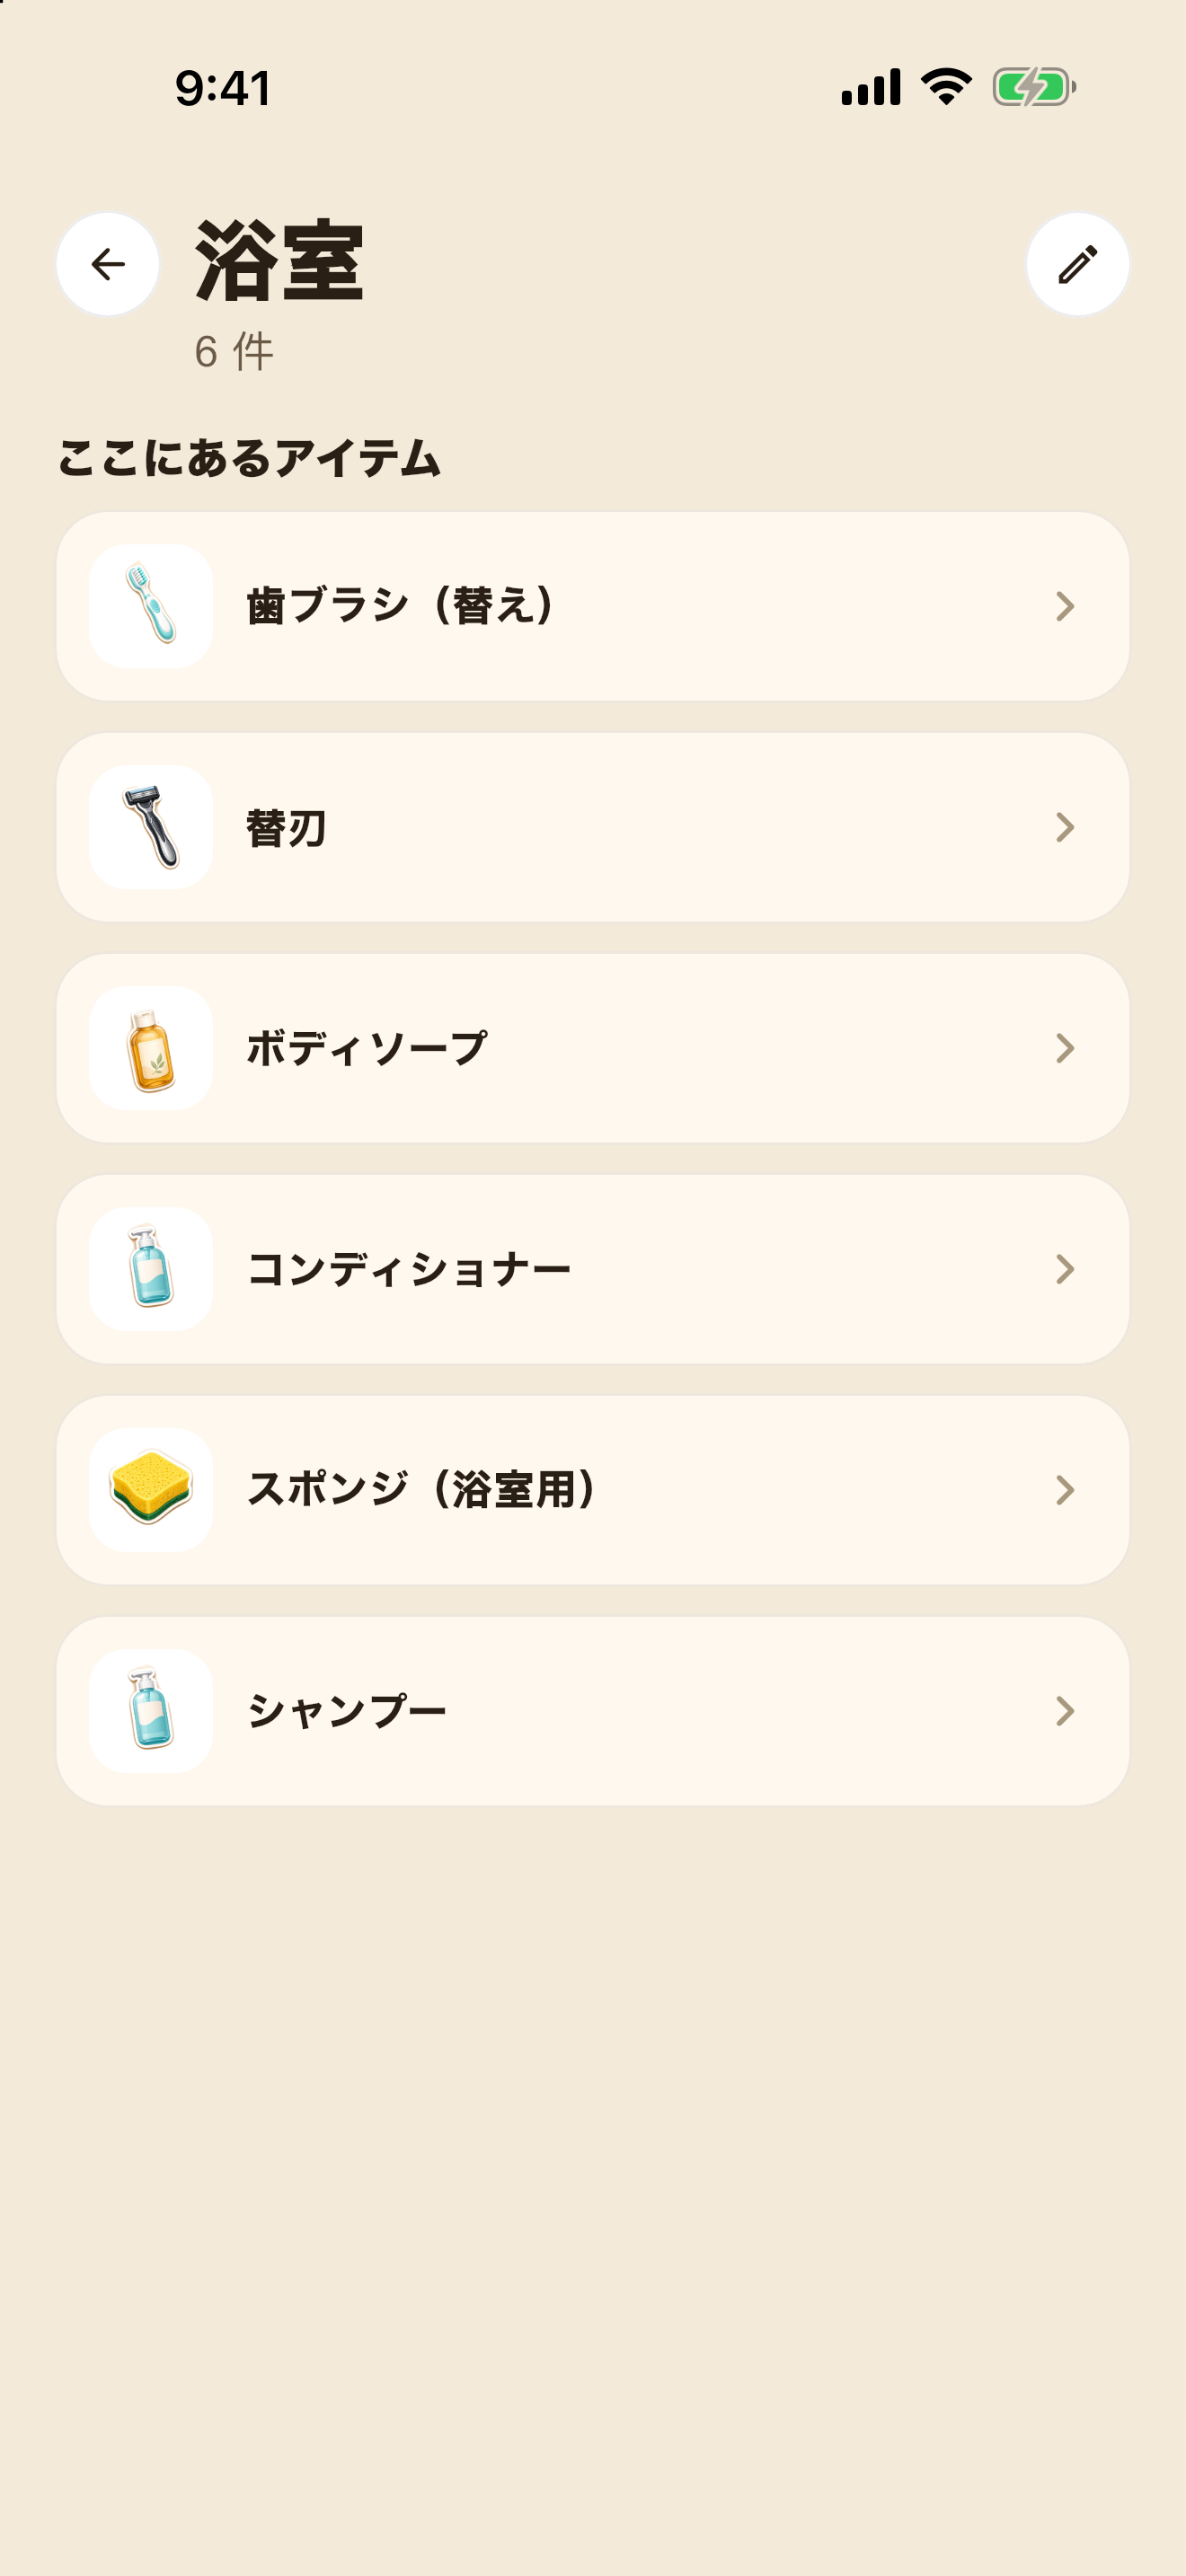 9:41
浴室
6 件
ここにあるアイテム
歯ブラシ（替え）
替刃
ボディソープ
コンディショナー
スポンジ（浴室用）
シャンプー